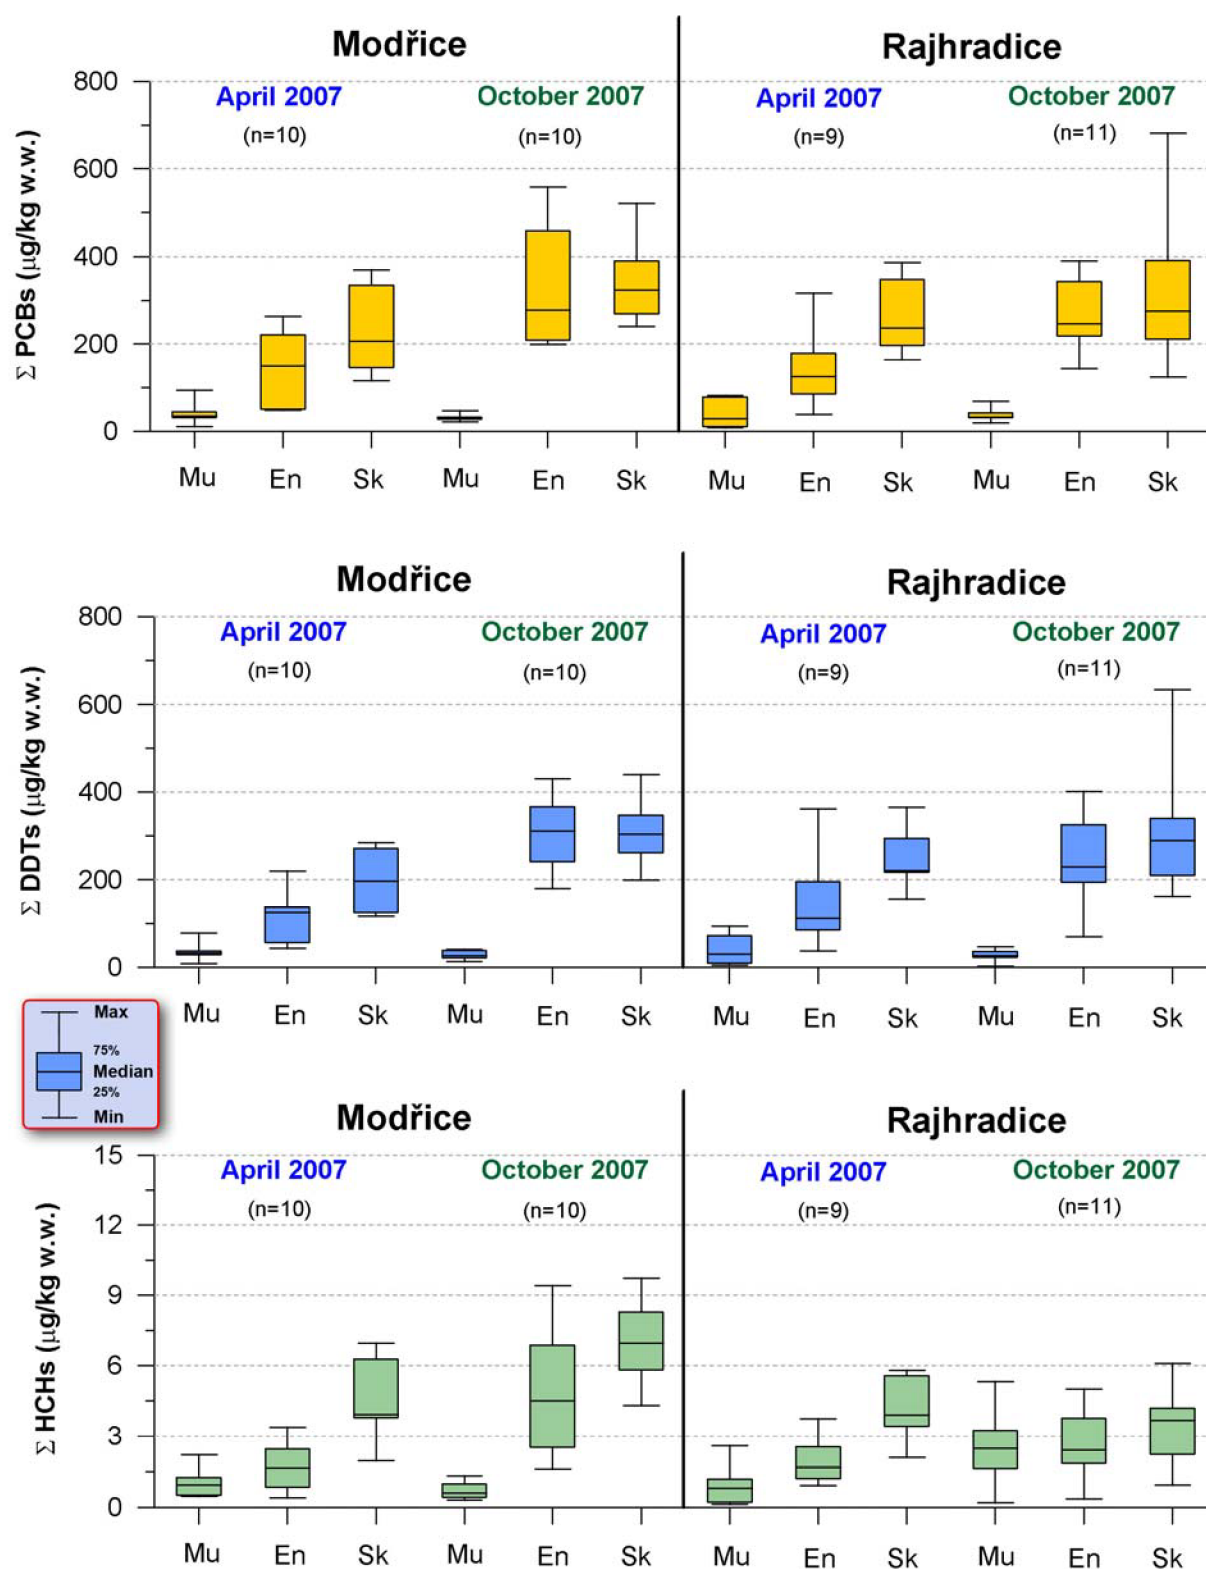 Modřice
Rajhradice
Σ PCBs (µg/kg w.w.)
800
600
400
200
0
April 2007
(n=10)
October 2007
(n=10)
April 2007
(n=9)
October 2007
(n=11)
Mu En Sk Mu En Sk Mu En Sk Mu En Sk
Modřice
Rajhradice
Σ DDTs (µg/kg w.w.)
800
600
400
200
0
April 2007
(n=10)
October 2007
(n=10)
April 2007
(n=9)
October 2007
(n=11)
Mu En Sk Mu En Sk Mu En Sk Mu En Sk
Max
75%
Median
25%
Min
Modřice
Rajhradice
Σ HCHs (µg/kg w.w.)
15
12
9
6
3
0
April 2007
(n=10)
October 2007
(n=10)
April 2007
(n=9)
October 2007
(n=11)
Mu En Sk Mu En Sk Mu En Sk Mu En Sk